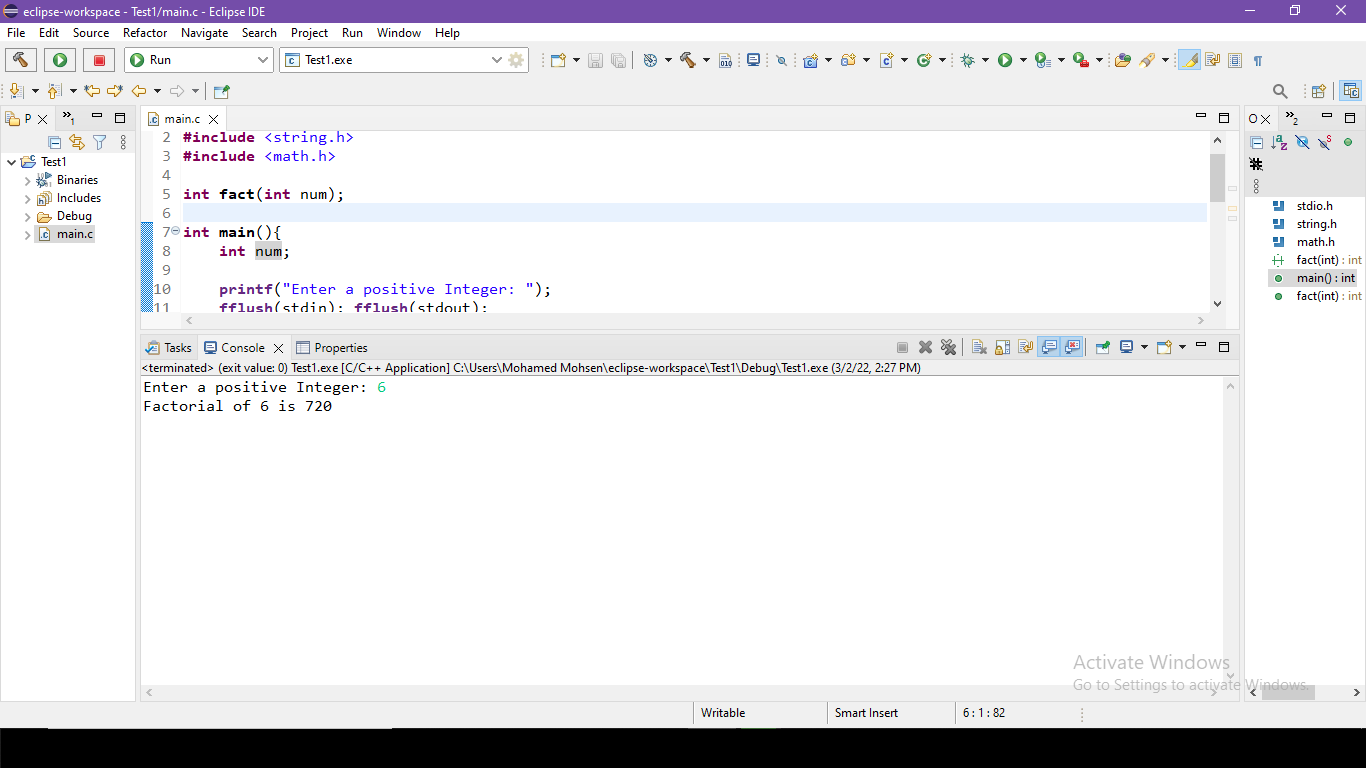 eclipse-workspace - Test1/main.c - Eclipse IDE
File Edit Source Refactor Navigate Search Project Run Window Help
Run
Test1.exe
P
»1
main.c
O
»2
Test1
Binaries
Includes
Debug
main.c
2 #include <string.h>
3 #include <math.h>
4
5 int fact(int num);
6
7 int main(){
8 int num;
9
10 printf("Enter a positive Integer: ");
11 fflush(stdin); fflush(stdout);
stdio.h
string.h
math.h
fact(int) : int
main() : int
fact(int) : int
Tasks Console Properties
<terminated> (exit value: 0) Test1.exe [C/C++ Application] C:\Users\Mohamed Mohsen\eclipse-workspace\Test1\Debug\Test1.exe (3/2/22, 2:27 PM)
Enter a positive Integer: 6
Factorial of 6 is 720
Activate Windows
Go to Settings to activate Windows.
Writable Smart Insert 6 : 1 : 82